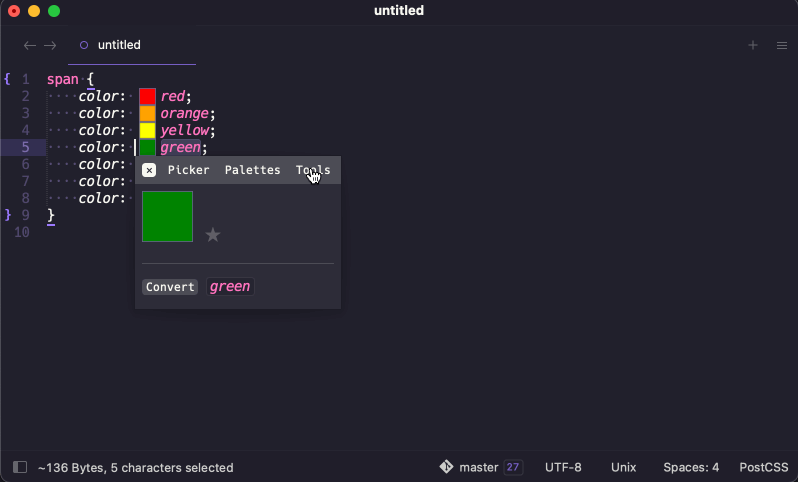 untitled
untitled
{ 1 span {
2 color: red;
3 color: orange;
4 color: yellow;
5 color: green;
6 color:
7 color:
8 color:
} 9 }
10
× Picker Palettes Tools
Convert green
~136 Bytes, 5 characters selected master 27 UTF-8 Unix Spaces: 4 PostCSS